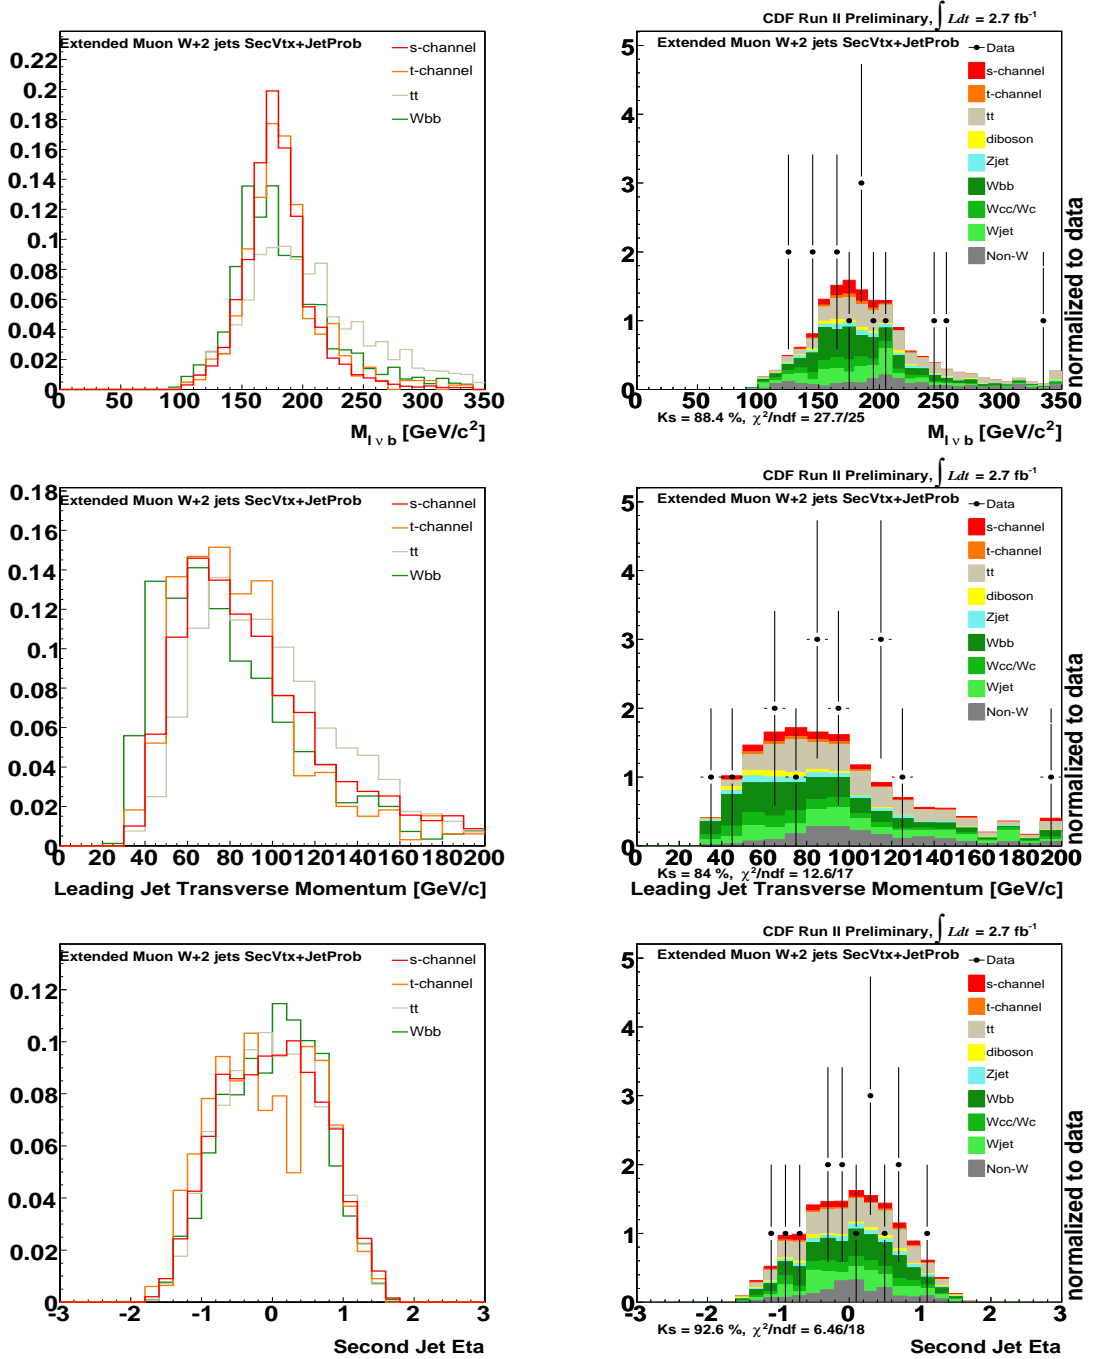 Extended Muon W+2 jets SecVtx+JetProb
s-channel
t-channel
tt
Wbb
0.22
0.2
0.18
0.16
0.14
0.12
0.1
0.08
0.06
0.04
0.02
0
0 50 100 150 200 250 300 350
M l ν b [GeV/c²]
CDF Run II Preliminary, ∫ Ldt = 2.7 fb⁻¹
Extended Muon W+2 jets SecVtx+JetProb
Data
s-channel
t-channel
tt
diboson
Zjet
Wbb
Wcc/Wc
Wjet
Non-W
5
4
3
2
1
0
0 50 100 150 200 250 300 350
Ks = 88.4 %, χ²/ndf = 27.7/25
M l ν b [GeV/c²]
normalized to data
Extended Muon W+2 jets SecVtx+JetProb
s-channel
t-channel
tt
Wbb
0.18
0.16
0.14
0.12
0.1
0.08
0.06
0.04
0.02
0
0 20 40 60 80 100 120 140 160 180 200
Leading Jet Transverse Momentum [GeV/c]
CDF Run II Preliminary, ∫ Ldt = 2.7 fb⁻¹
Extended Muon W+2 jets SecVtx+JetProb
Data
s-channel
t-channel
tt
diboson
Zjet
Wbb
Wcc/Wc
Wjet
Non-W
5
4
3
2
1
0
0 20 40 60 80 100 120 140 160 180 200
Ks = 84 %, χ²/ndf = 12.6/17
Leading Jet Transverse Momentum [GeV/c]
normalized to data
Extended Muon W+2 jets SecVtx+JetProb
s-channel
t-channel
tt
Wbb
0.12
0.1
0.08
0.06
0.04
0.02
0
-3 -2 -1 0 1 2 3
Second Jet Eta
CDF Run II Preliminary, ∫ Ldt = 2.7 fb⁻¹
Extended Muon W+2 jets SecVtx+JetProb
Data
s-channel
t-channel
tt
diboson
Zjet
Wbb
Wcc/Wc
Wjet
Non-W
5
4
3
2
1
0
-3 -2 -1 0 1 2 3
Ks = 92.6 %, χ²/ndf = 6.46/18
Second Jet Eta
normalized to data